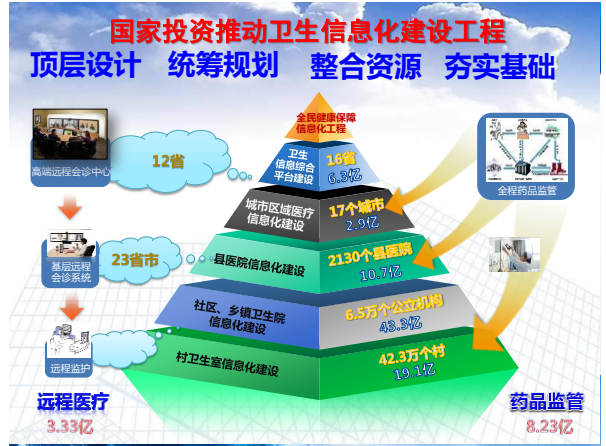 国家投资推动卫生信息化建设工程
顶层设计 统筹规划 整合资源 夯实基础
全民健康保障
信息化工程
高端远程会诊中心
12省
卫生
信息综合
平台建设
16省
6.3亿
全程药品监管
城市区域医疗
信息化建设
17个城市
2.9亿
基层远程
会诊系统
23省市
县医院信息化建设
2130个县医院
10.7亿
社区、乡镇卫生院
信息化建设
6.5万个公立机构
43.3亿
远程监护
村卫生室信息化建设
42.3万个村
19.1亿
远程医疗
3.33亿
药品监管
8.23亿